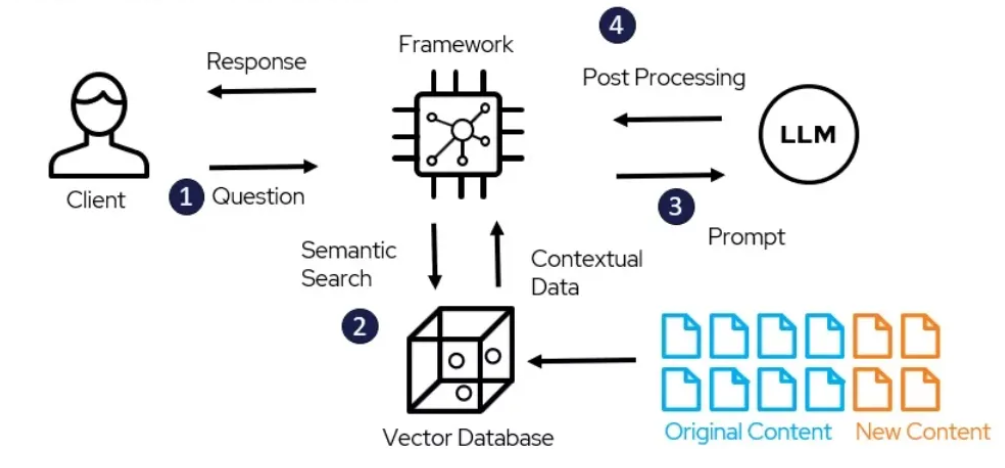 4
Framework
Response
Post Processing
LLM
1
Question
Client
3
Prompt
Semantic
Search
Contextual
Data
2
Original Content
New Content
Vector Database